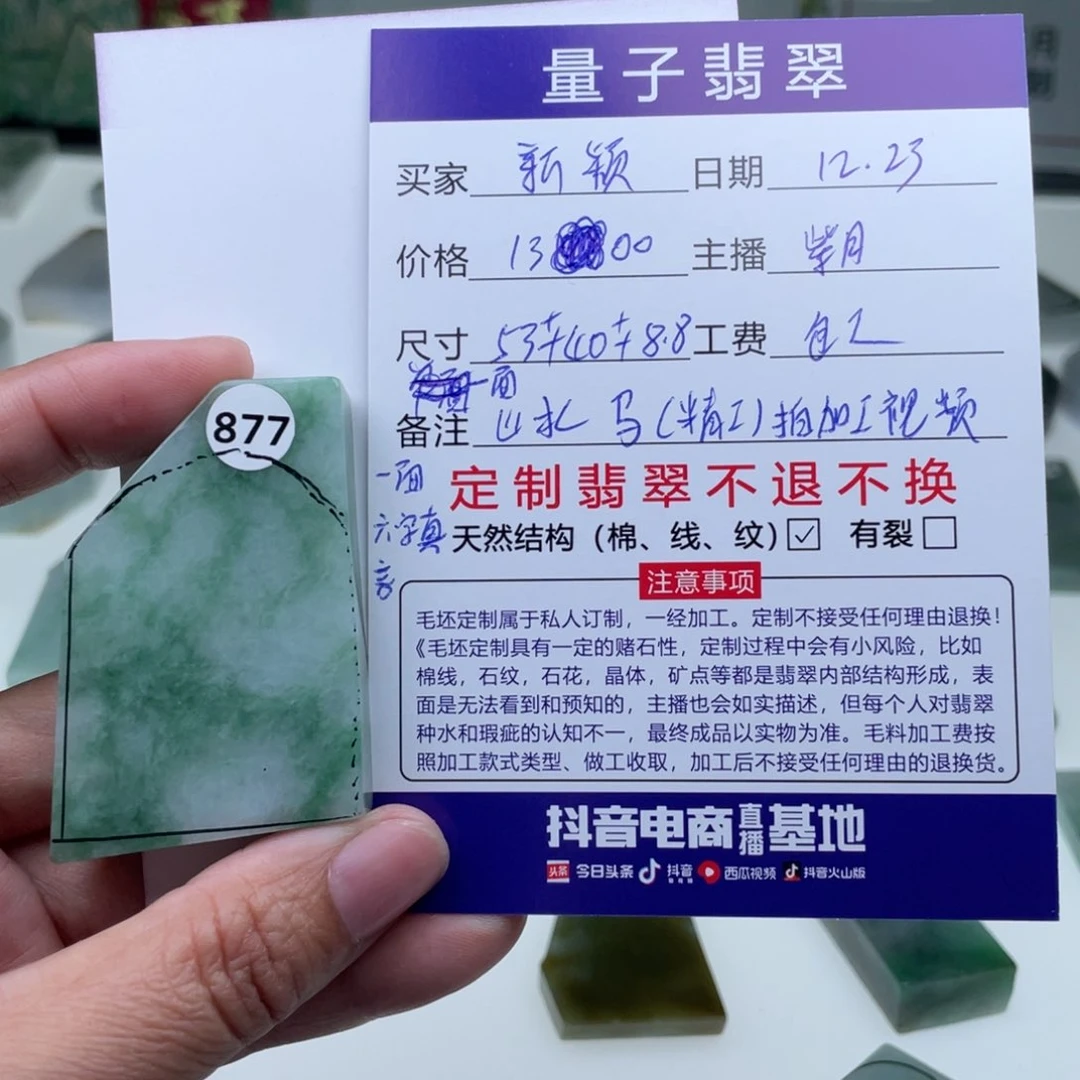 量子翡翠
买家 新颖 日期 12.23
价格 13 00 主播 紫月
尺寸 53+40+8.8 工费 自工
一面
备注 山水 马(精工)拍加工视频
877
一面
六字真
言
定制翡翠不退不换
天然结构（棉、线、纹）☑ 有裂□
注意事项
毛坯定制属于私人订制，一经加工。定制不接受任何理由退换！
《毛坯定制具有一定的赌石性，定制过程中会有小风险，比如
棉线，石纹，石花，晶体，矿点等都是翡翠内部结构形成，表
面是无法看到和预知的，主播也会如实描述，但每个人对翡翠
种水和瑕疵的认知不一，最终成品以实物为准。毛料加工费按
照加工款式类型、做工收取，加工后不接受任何理由的退换货。
抖音电商直播基地
头条 今日头条 抖音 西瓜视频 抖音火山版